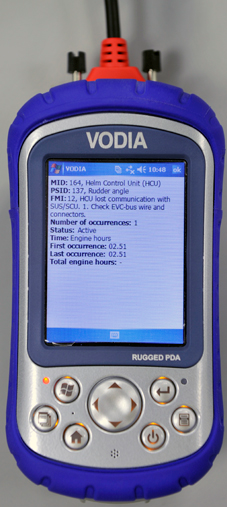 VODIA
VODIA 10:48 ok
MID: 164, Helm Control Unit (HCU)
PSID: 137, Rudder angle
FMI: 12, HCU lost communication with
SUS/SCU. 1. Check EVC-bus wire and
connectors.
Number of occurrences: 1
Status: Active
Time: Engine hours
First occurrence: 02.51
Last occurrence: 02.51
Total engine hours: -
RUGGED PDA